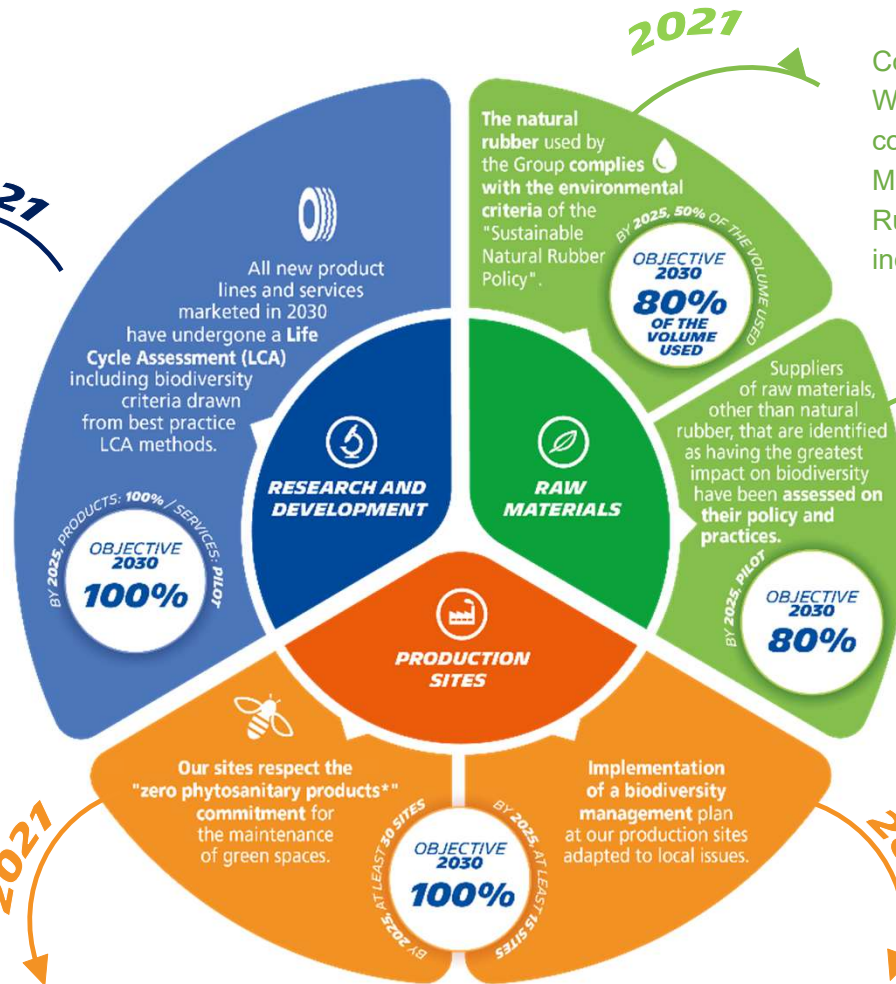 2021
The natural
rubber used by
the Group complies
with the environmental
criteria of the
"Sustainable
Natural Rubber
Policy".
BY 2025, 50% OF THE VOLUME USED
OBJECTIVE
2030
80%
OF THE
VOLUME
USED
All new product
lines and services
marketed in 2030
have undergone a Life
Cycle Assessment (LCA)
including biodiversity
criteria drawn
from best practice
LCA methods.
BY 2025, PRODUCTS: 100% / SERVICES: PILOT
OBJECTIVE
2030
100%
RESEARCH AND
DEVELOPMENT
RAW
MATERIALS
Suppliers
of raw materials,
other than natural
rubber, that are identified
as having the greatest
impact on biodiversity
have been assessed on
their policy and
practices.
BY 2025, PILOT
OBJECTIVE
2030
80%
PRODUCTION
SITES
Our sites respect the
"zero phytosanitary products*"
commitment for
the maintenance
of green spaces.
BY 2025, AT LEAST 30 SITES
OBJECTIVE
2030
100%
BY 2025, AT LEAST 15 SITES
Implementation
of a biodiversity
management plan
at our production sites
adapted to local issues.
2021